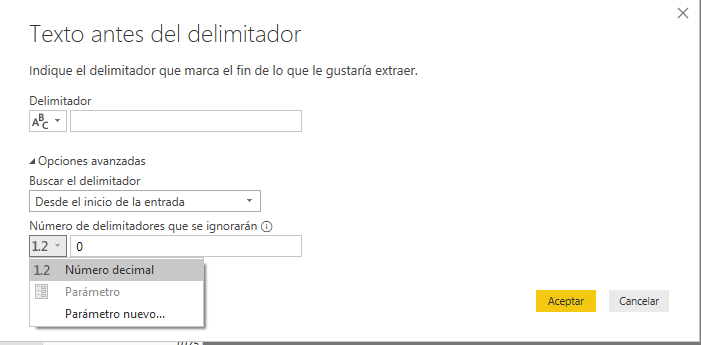 Texto antes del delimitador
Indique el delimitador que marca el fin de lo que le gustaría extraer.
Delimitador
ABC
Opciones avanzadas
Buscar el delimitador
Desde el inicio de la entrada
Número de delimitadores que se ignorarán
1.2 0
1.2 Número decimal
Parámetro
Parámetro nuevo...
Aceptar Cancelar